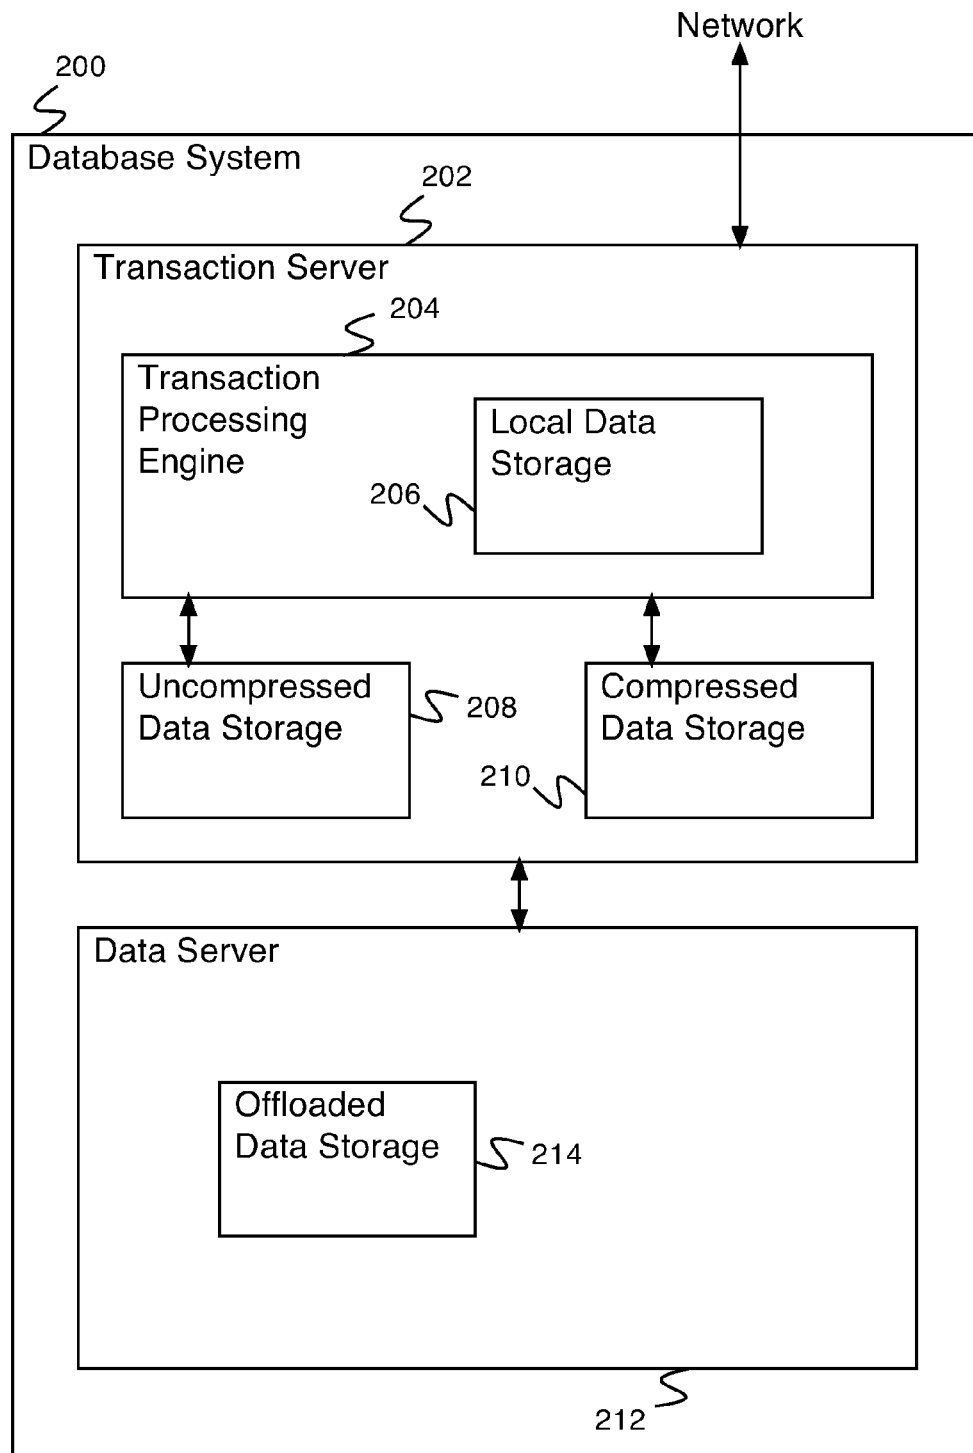 Network
200
Database System
202
Transaction Server
204
Transaction
Processing
Engine
Local Data
Storage
206
Uncompressed
Data Storage
208
Compressed
Data Storage
210
Data Server
Offloaded
Data Storage
214
212